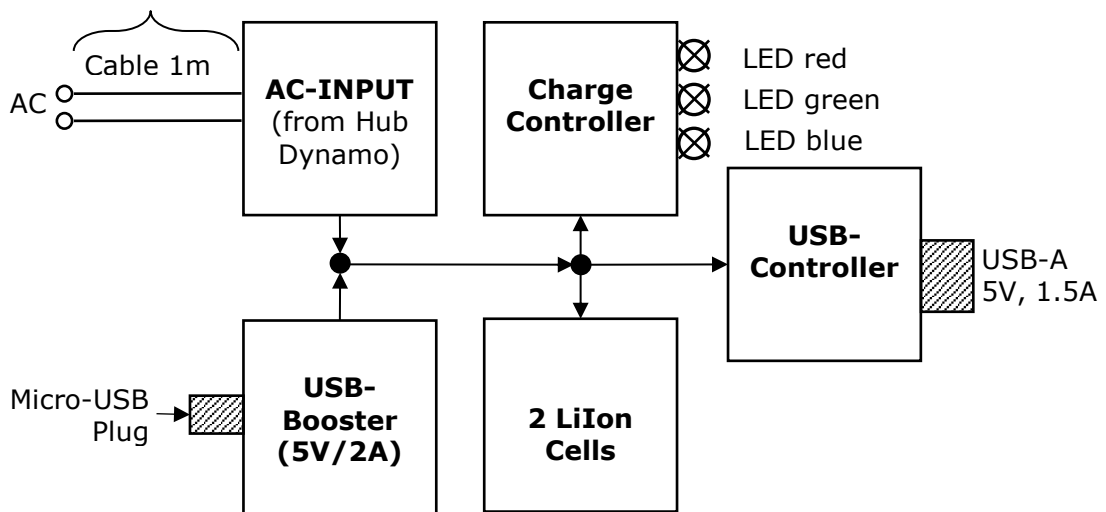 Cable 1m
AC
AC-INPUT
(from Hub
Dynamo)
Charge
Controller
LED red
LED green
LED blue
USB-
Controller
USB-A
5V, 1.5A
Micro-USB
Plug
USB-
Booster
(5V/2A)
2 LiIon
Cells